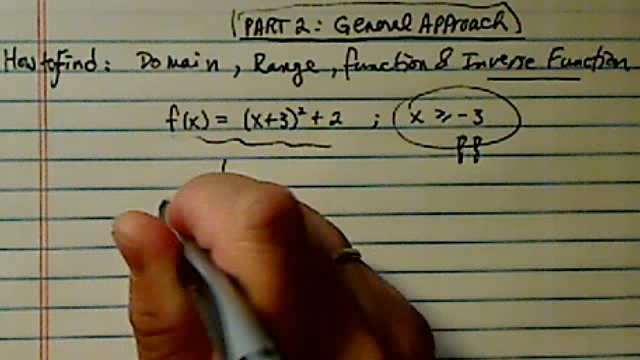 PART 2: General Approach
How to find: Domain, Range, function & Inverse Function
f(x) = (x+3)² + 2 ; x ≥ -3